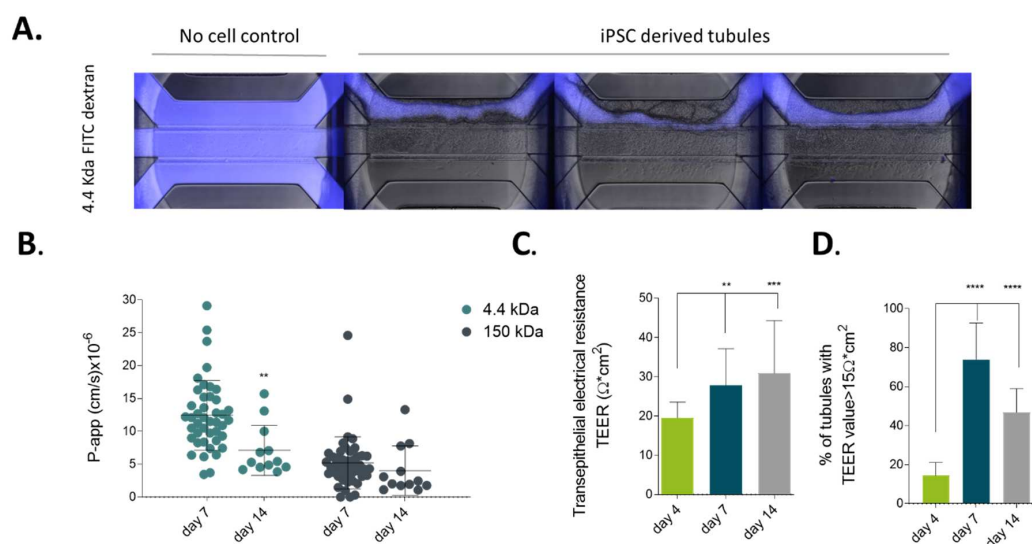 A.
No cell control
iPSC derived tubules
4.4 Kda FITC dextran
B.
P-app (cm/s)x10-6
30
25
20
15
10
5
0
**
day 7
day 14
day 7
day 14
4.4 kDa
150 kDa
C.
Transepithelial electrical resistance
TEER (Ω*cm2)
50
40
30
20
10
0
**
***
day 4
day 7
day 14
D.
% of tubules with
TEER value>15Ω*cm2
100
80
60
40
20
0
****
****
day 4
day 7
day 14